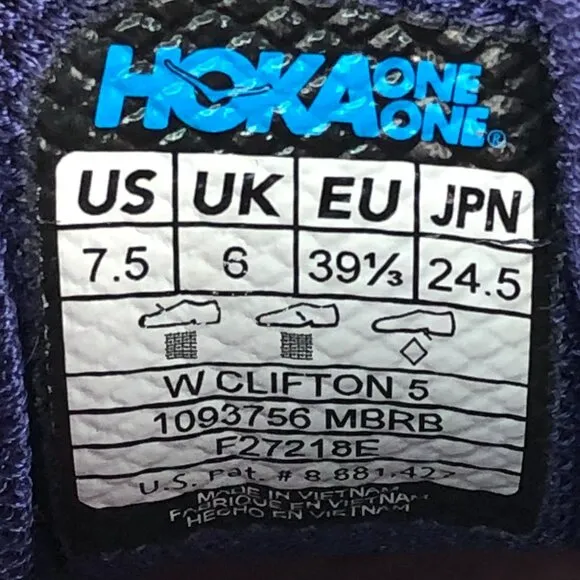 HOKA ONE ONE®
US UK EU JPN
7.5 6 39⅓ 24.5
W CLIFTON 5
1093756 MBRB
F27218E
U.S. Pat. # 8,881,427
MADE IN VIETNAM
FABRIQUE EN VIETNAM
HECHO EN VIETNAM